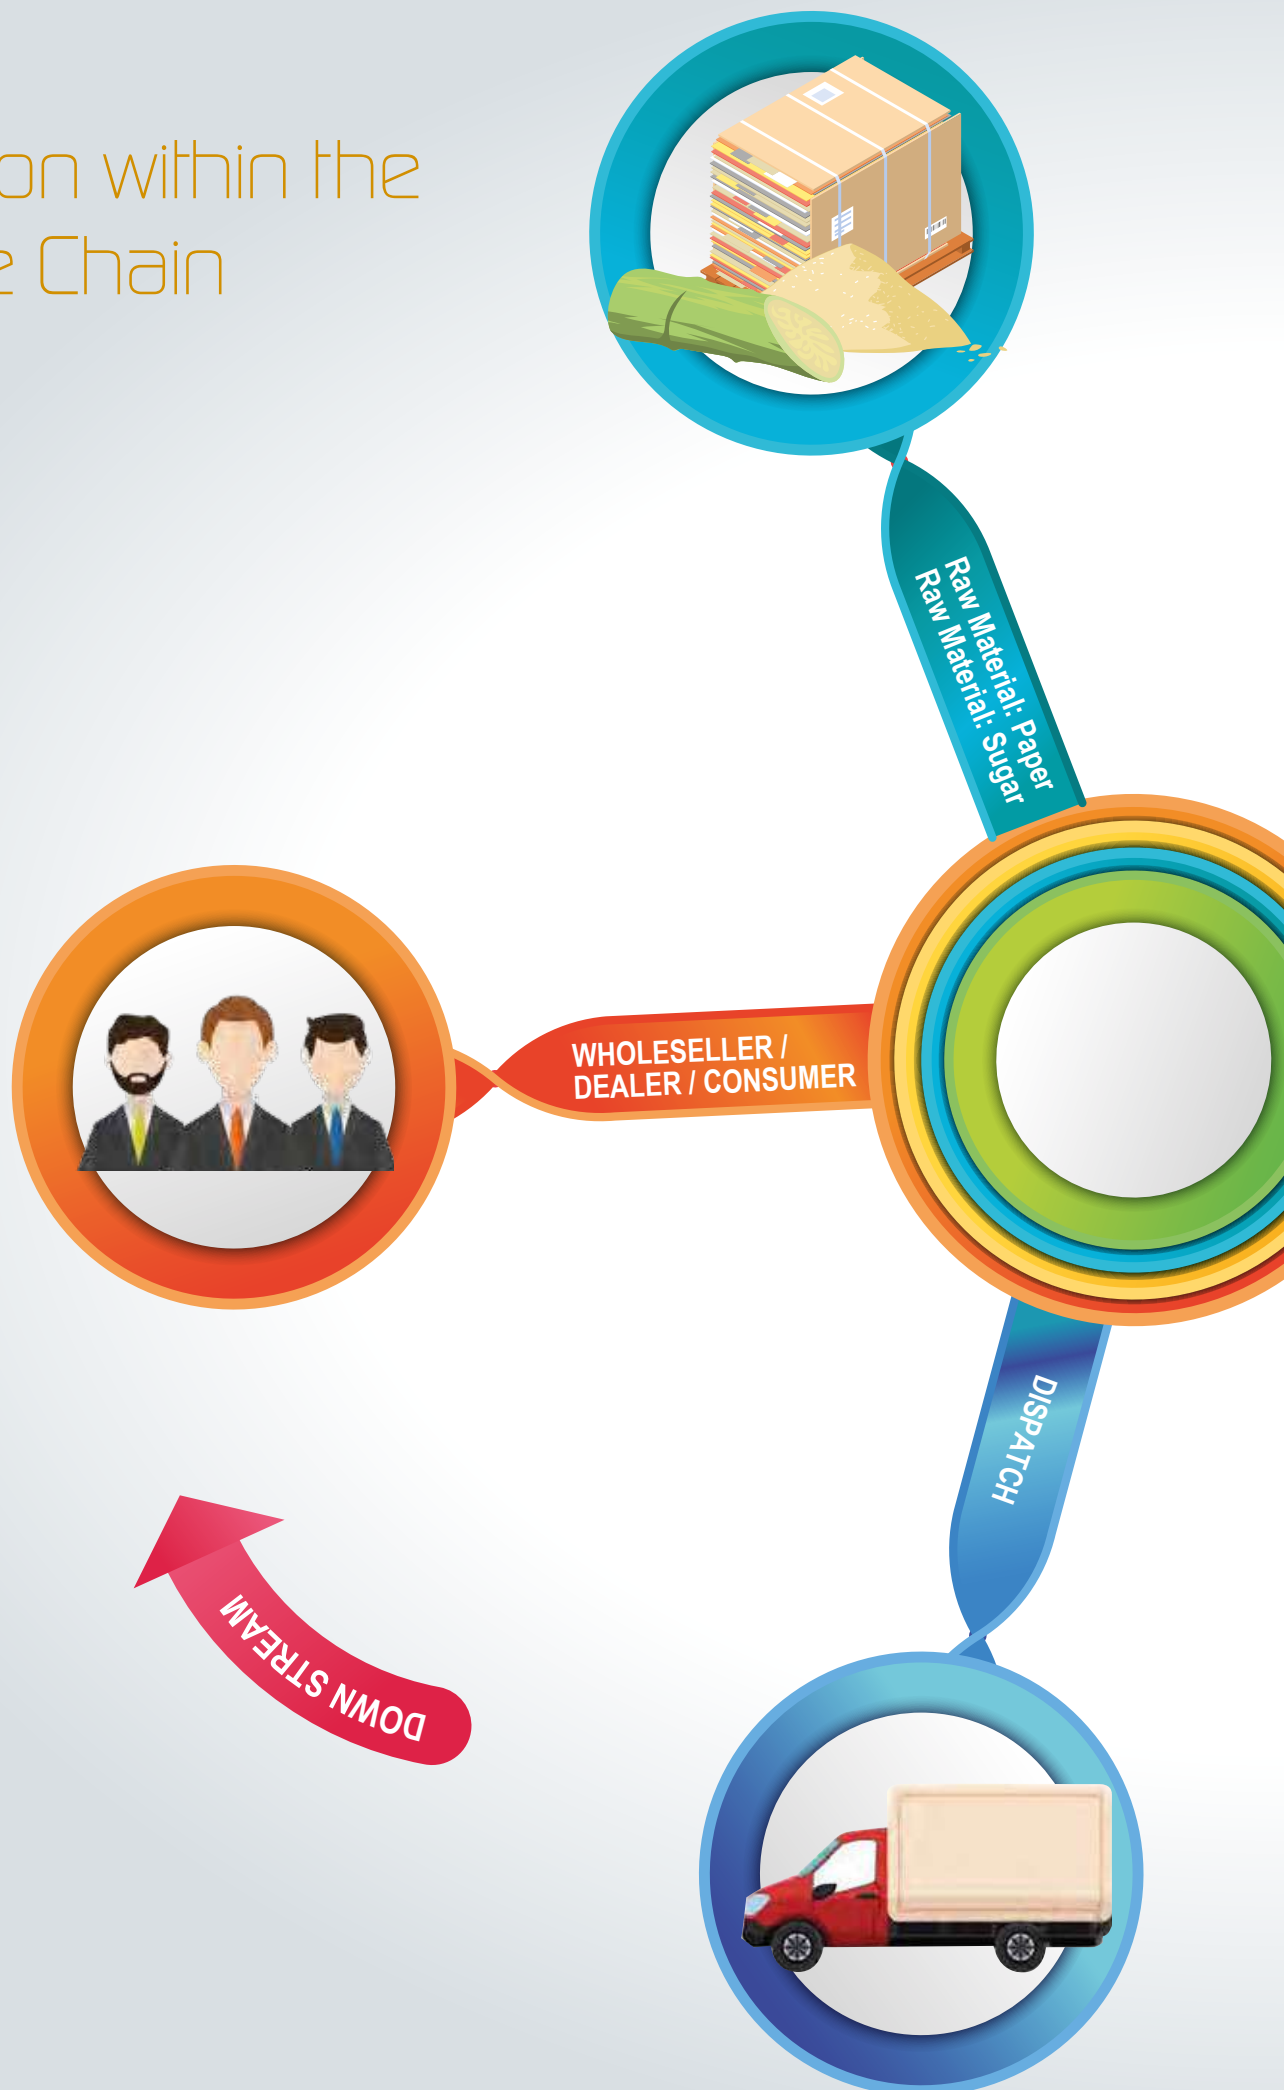 on within the
e Chain
Raw Material: Paper
Raw Material: Sugar
WHOLESELLER /
DEALER / CONSUMER
DISPATCH
DOWN STREAM